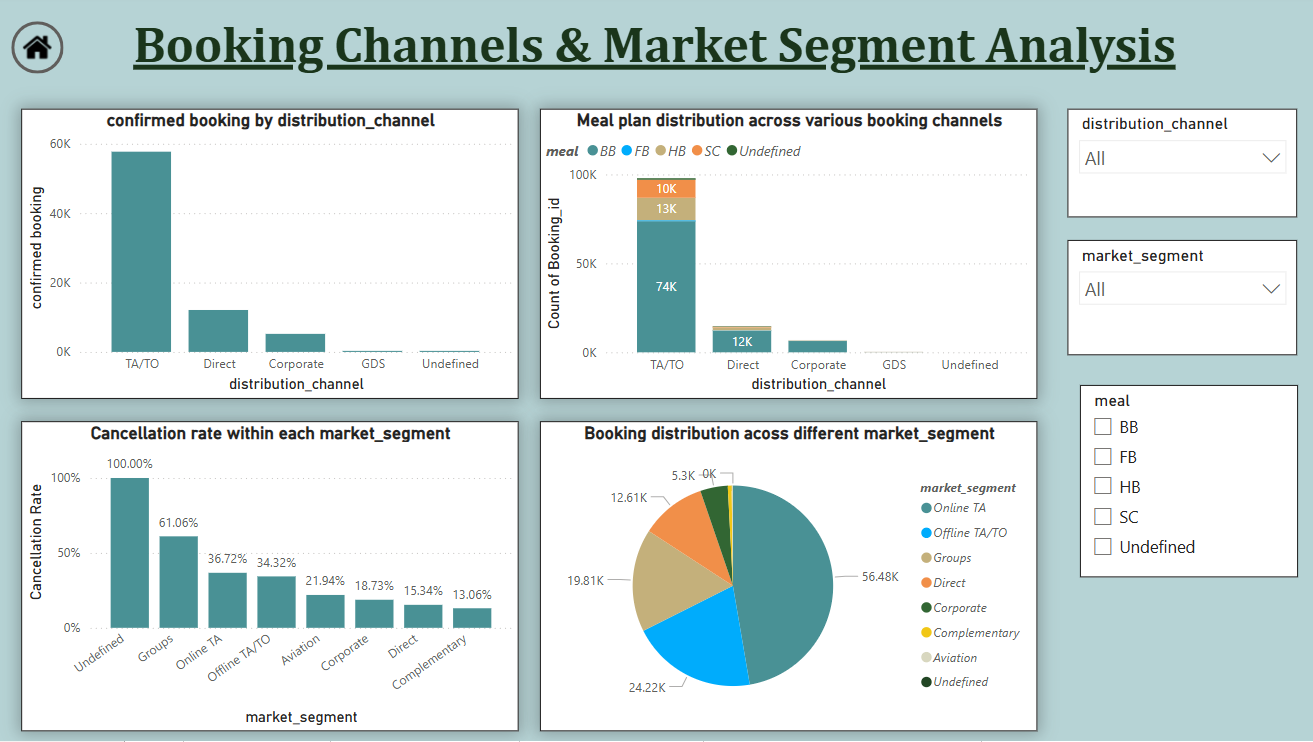 Booking Channels & Market Segment Analysis
confirmed booking by distribution_channel
60K
40K
20K
0K
confirmed booking
TA/TO Direct Corporate GDS Undefined
distribution_channel
Meal plan distribution across various booking channels
meal BB FB HB SC Undefined
100K
50K
0K
Count of Booking_id
10K
13K
74K
12K
TA/TO Direct Corporate GDS Undefined
distribution_channel
distribution_channel
All
market_segment
All
meal
BB
FB
HB
SC
Undefined
Cancellation rate within each market_segment
100%
50%
0%
Cancellation Rate
100.00%
61.06%
36.72%
34.32%
21.94%
18.73%
15.34%
13.06%
Undefined
Groups
Online TA
Offline TA/TO
Aviation
Corporate
Direct
Complementary
market_segment
Booking distribution acoss different market_segment
5.3K
0K
12.61K
19.81K
24.22K
56.48K
market_segment
Online TA
Offline TA/TO
Groups
Direct
Corporate
Complementary
Aviation
Undefined